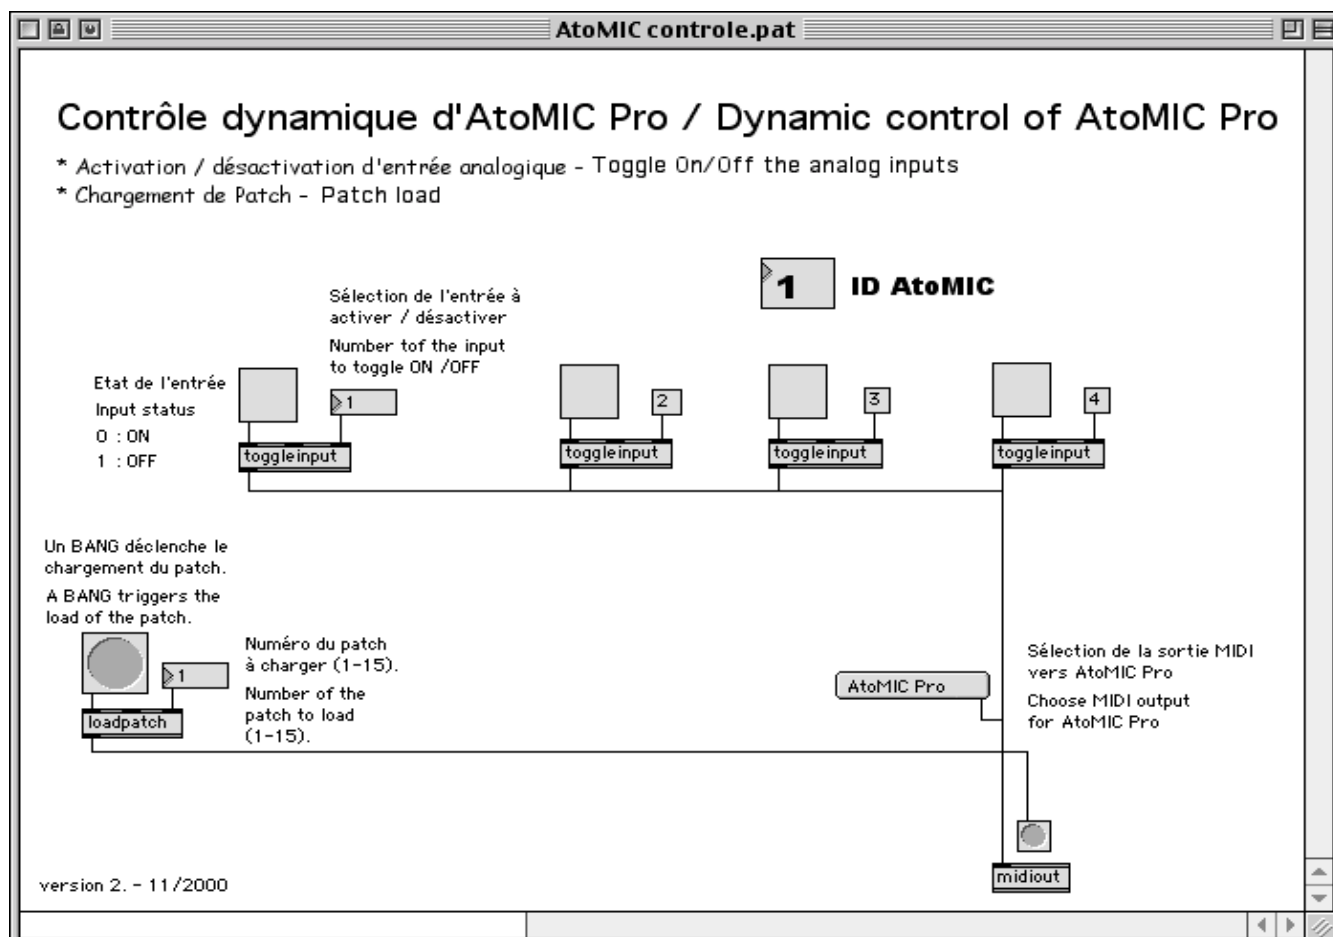 AtoMIC controle.pat
Contrôle dynamique d'AtoMIC Pro / Dynamic control of AtoMIC Pro
* Activation / désactivation d'entrée analogique - Toggle On/Off the analog inputs
* Chargement de Patch - Patch load
1
ID AtoMIC
Sélection de l'entrée à
activer / désactiver
Number tof the input
to toggle ON /OFF
Etat de l'entrée
Input status
0 : ON
1 : OFF
1
2
3
4
toggleinput
toggleinput
toggleinput
toggleinput
Un BANG déclenche le
chargement du patch.
A BANG triggers the
load of the patch.
1
loadpatch
Numéro du patch
à charger (1-15).
Number of the
patch to load
(1-15).
AtoMIC Pro
Sélection de la sortie MIDI
vers AtoMIC Pro
Choose MIDI output
for AtoMIC Pro
midiout
version 2. - 11/2000